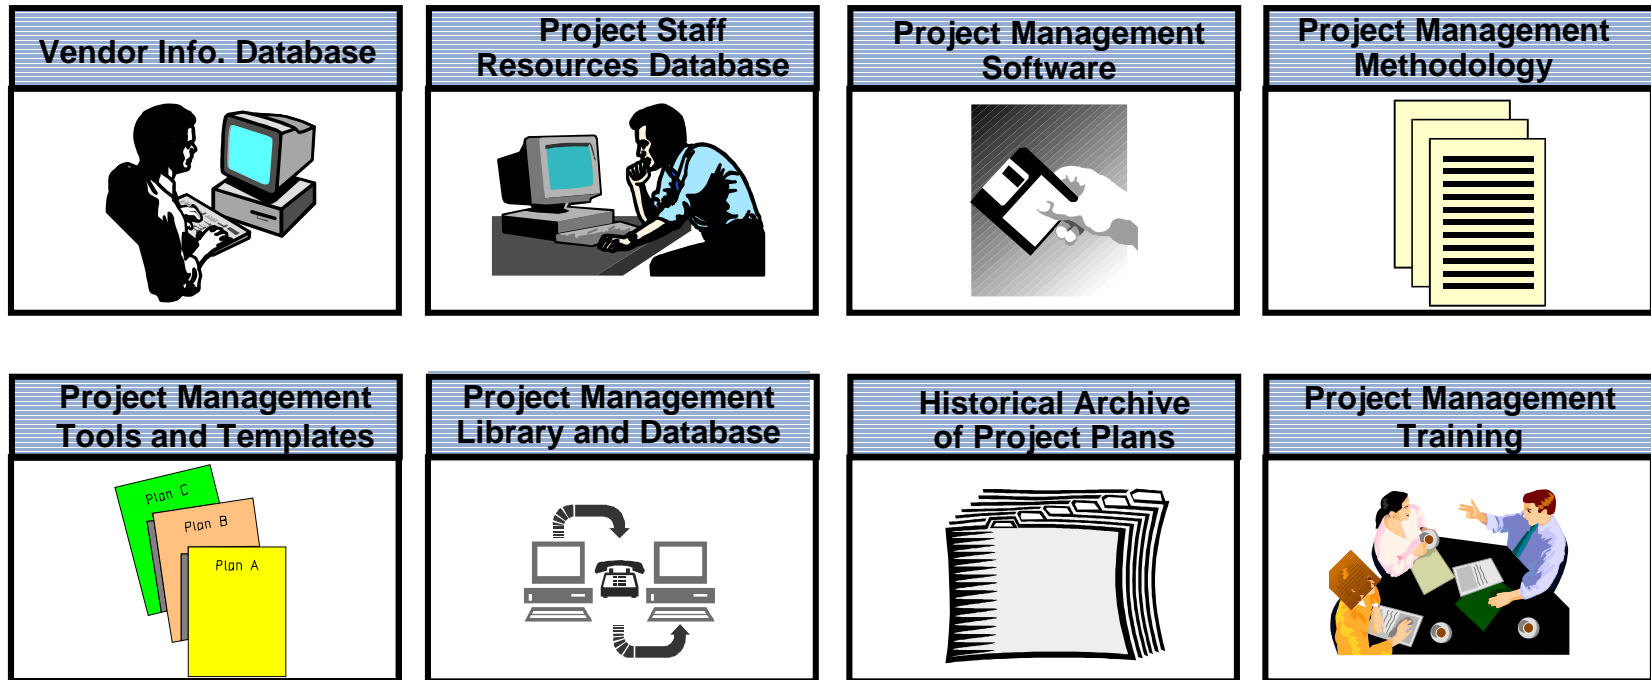 Vendor Info. Database
Project Staff
Resources Database
Project Management
Software
Project Management
Methodology
Project Management
Tools and Templates
Plan C
Plan B
Plan A
Project Management
Library and Database
Historical Archive
of Project Plans
Project Management
Training